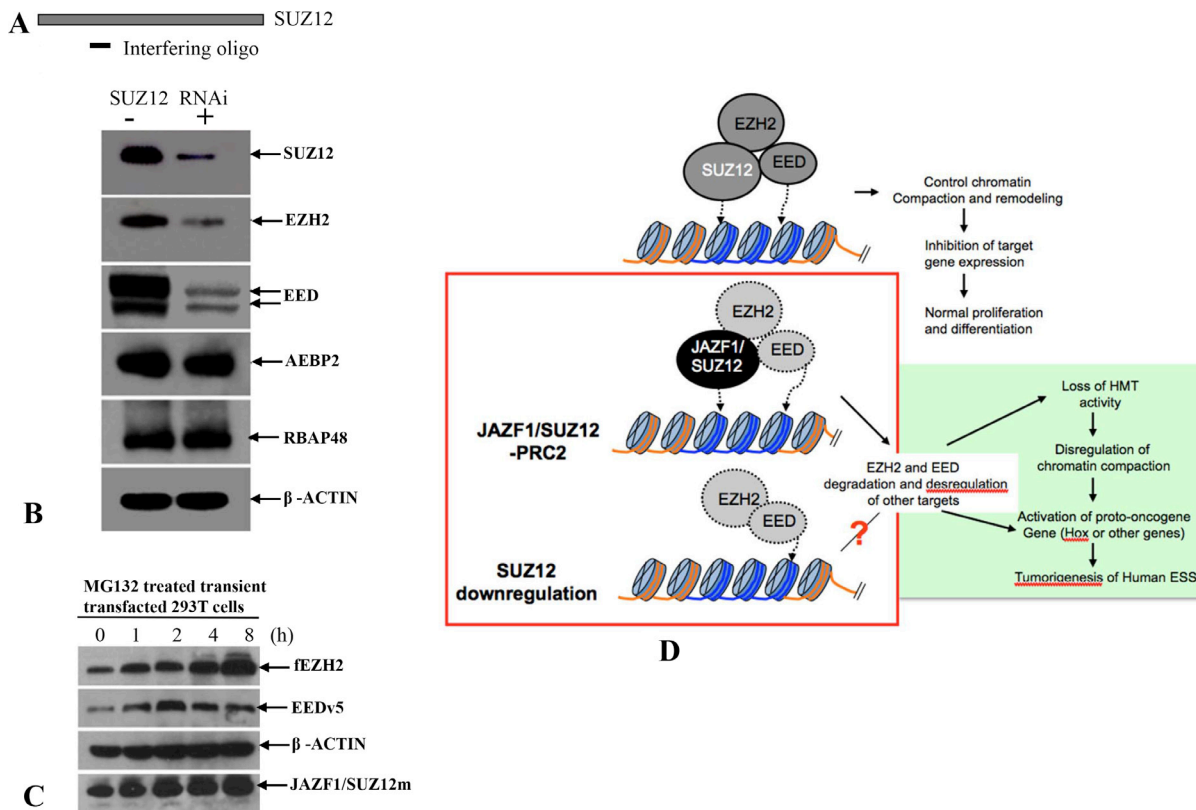 A
SUZ12
Interfering oligo
SUZ12 RNAi
- +
SUZ12
EZH2
EED
AEBP2
RBAP48
β -ACTIN
B
MG132 treated transient
transfacted 293T cells
0 1 2 4 8 (h)
fEZH2
EEDv5
β -ACTIN
JAZF1/SUZ12m
C
EZH2
SUZ12
EED
Control chromatin
Compaction and remodeling
Inhibition of target
gene expression
Normal proliferation
and differentiation
EZH2
JAZF1/
SUZ12
EED
JAZF1/SUZ12
-PRC2
EZH2
EED
SUZ12
downregulation
?
EZH2 and EED
degradation and desregulation
of other targets
Loss of HMT
activity
Disregulation of
chromatin compaction
Activation of proto-oncogene
Gene (Hox or other genes)
Tumorigenesis of Human ESS
D